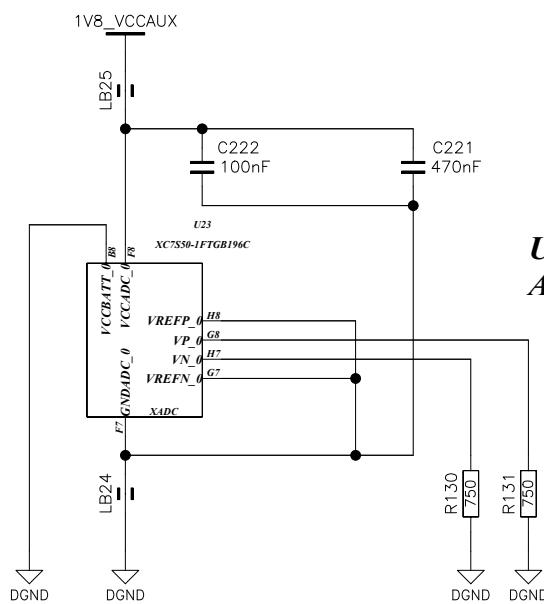 1V8_VCCAUX
LB25
C222
100nF
C221
470nF
U23
XC7S50-1FTGB196C
U
A
B8
F8
VCCBATT_0
VCCADC_0
VREFP_0
H8
VP_0
G8
VN_0
H7
VREFN_0
G7
GNDADC_0
XADC
F7
LB24
R130
750
R131
750
DGND
DGND
DGND
DGND